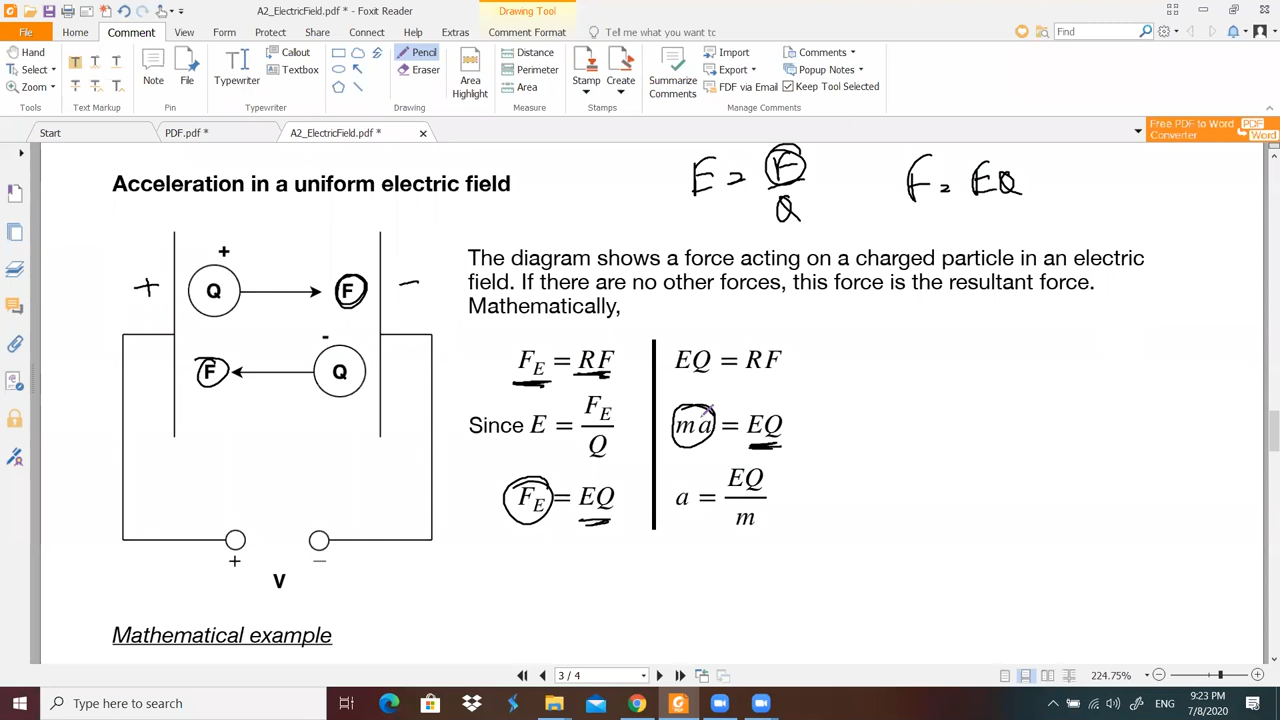 A2_ElectricField.pdf * - Foxit Reader
Drawing Tool
File Home Comment View Form Protect Share Connect Help Extras Comment Format Tell me what you want tc Find
Hand
Select
Zoom
Tools
T T T
T T T
Text Markup
Note
File
Pin
Typewriter
Callout
Textbox
Typewriter
Pencil
Eraser
Drawing
Area Highlight
Distance
Perimeter
Area
Measure
Stamp
Create
Stamps
Summarize Comments
Import
Export
FDF via Email
Comments
Popup Notes
Keep Tool Selected
Manage Comments
Start PDF.pdf * A2_ElectricField.pdf *
Free PDF to Word Converter
PDF Word
E = F/Q F = EQ
Acceleration in a uniform electric field
+
+ Q F −
-
F Q
+ −
V
The diagram shows a force acting on a charged particle in an electric
field. If there are no other forces, this force is the resultant force.
Mathematically,
F_E = RF
Since E = F_E/Q
F_E = EQ
EQ = RF
ma = EQ
a = EQ/m
Mathematical example
3 / 4
224.75%
Type here to search
ENG
9:23 PM
7/8/2020